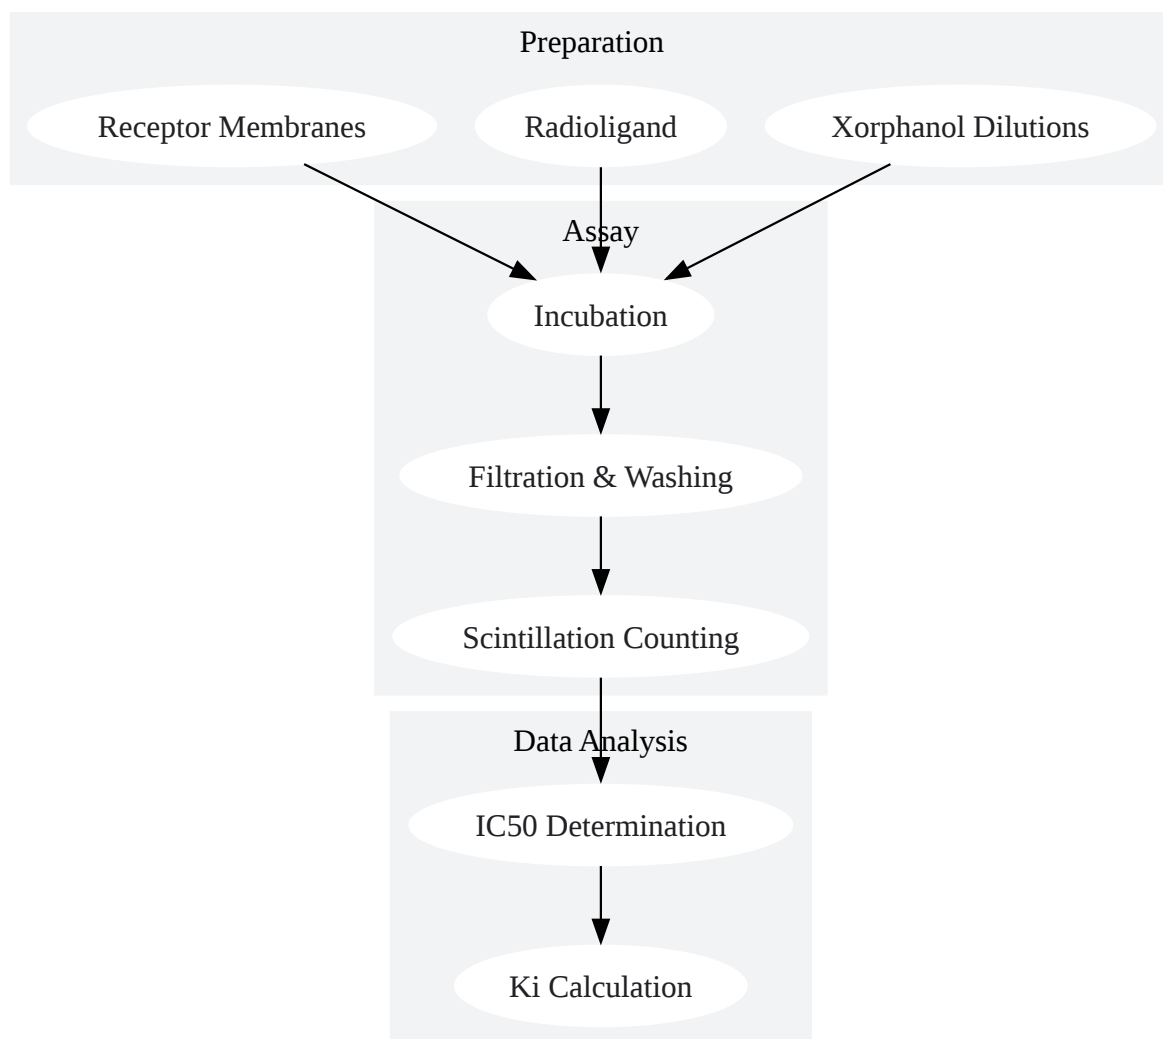 Preparation
Receptor Membranes
Radioligand
Xorphanol Dilutions
Assay
Incubation
Filtration & Washing
Scintillation Counting
Data Analysis
IC50 Determination
Ki Calculation